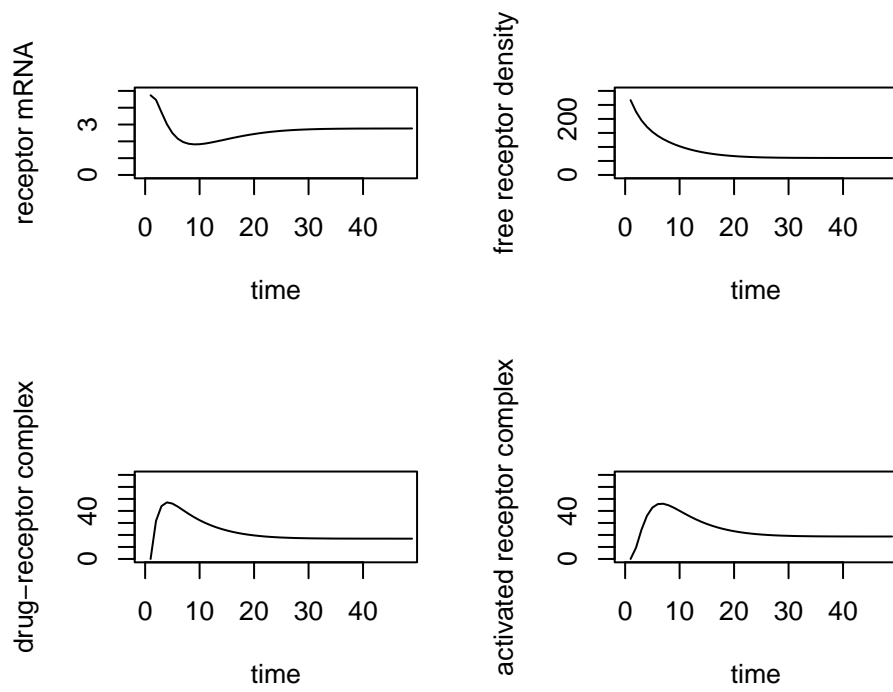 receptor mRNA
0 3
0 10 20 30 40
time
free receptor density
0 200
0 10 20 30 40
time
drug−receptor complex
0 40
0 10 20 30 40
time
activated receptor complex
0 40
0 10 20 30 40
time